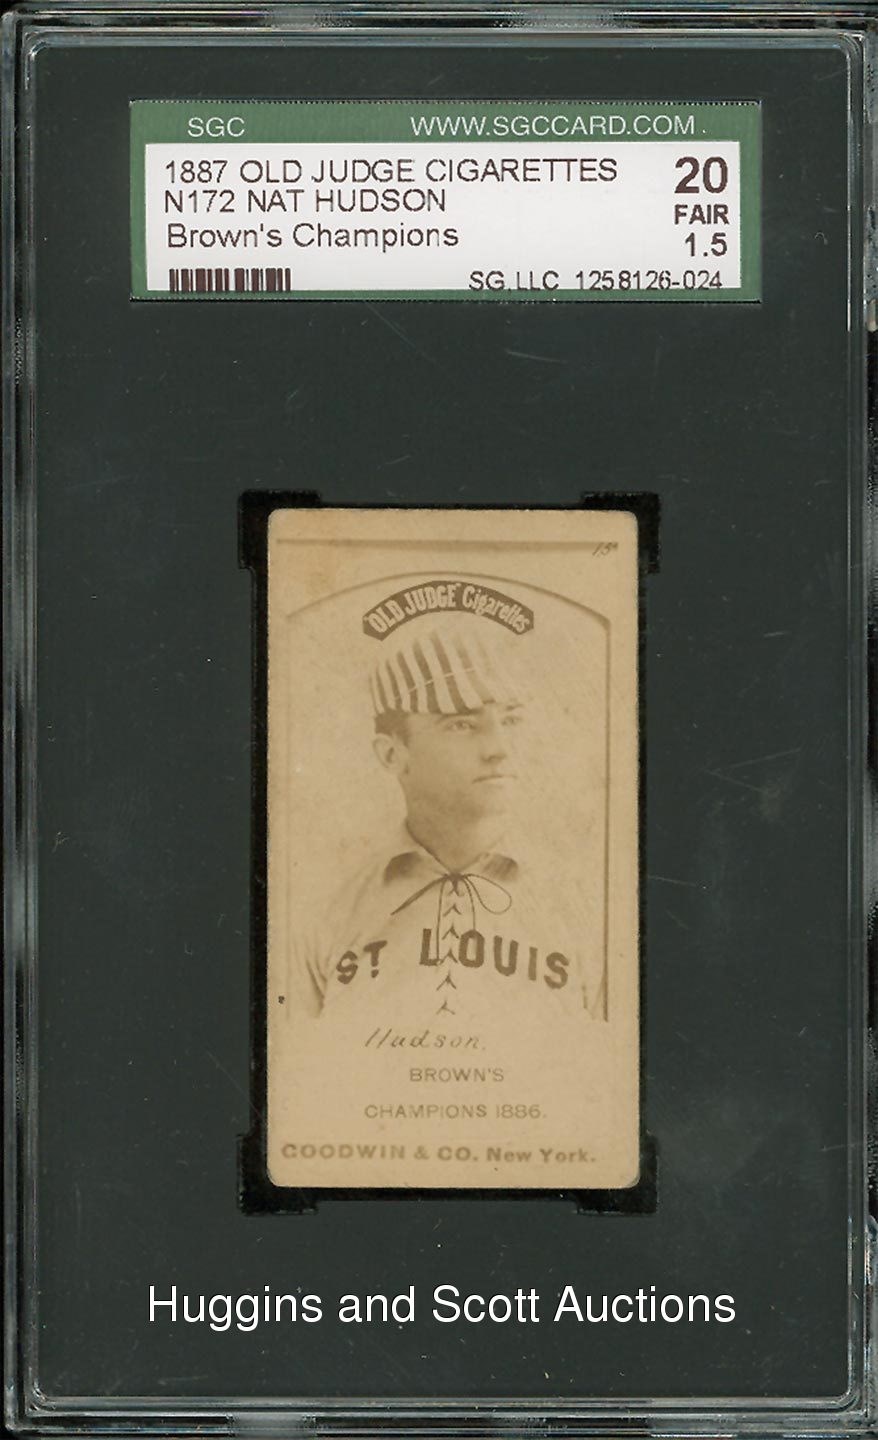 SGC WWW.SGCCARD.COM.
1887 OLD JUDGE CIGARETTES 20
N172 NAT HUDSON FAIR
Brown's Champions 1.5
SG,LLC 1258126-024
"OLD JUDGE" Cigarettes
ST LOUIS
Hudson.
BROWN'S
CHAMPIONS 1886.
GOODWIN & CO. New York.
Huggins and Scott Auctions